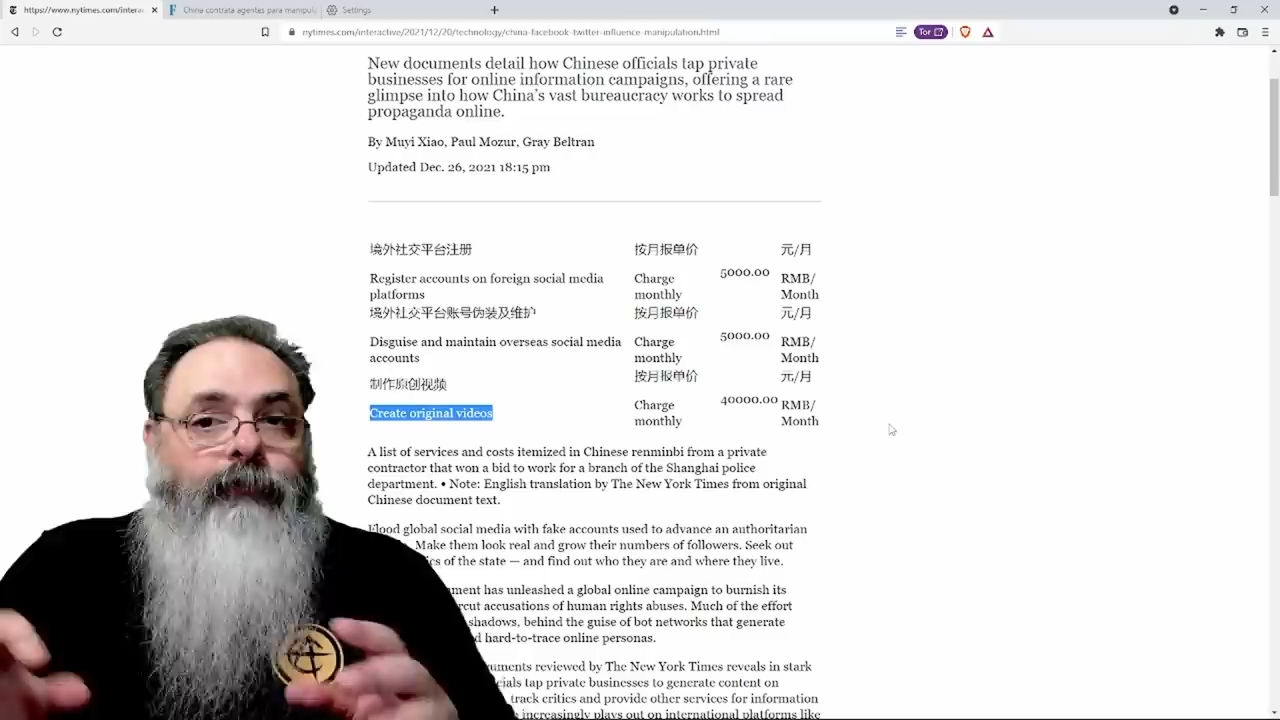 https://www.nytimes.com/intera
China contrata agentes para manipula
Settings
nytimes.com/interactive/2021/12/20/technology/china-facebook-twitter-influence-manipulation.html
Tor
New documents detail how Chinese officials tap private
businesses for online information campaigns, offering a rare
glimpse into how China's vast bureaucracy works to spread
propaganda online.
By Muyi Xiao, Paul Mozur, Gray Beltran
Updated Dec. 26, 2021 18:15 pm
境外社交平台注册 按月报单价 元/月
Register accounts on foreign social media Charge 5000.00 RMB/
platforms monthly Month
境外社交平台账号伪装及维护 按月报单价 元/月
Disguise and maintain overseas social media Charge 5000.00 RMB/
accounts monthly Month
制作原创视频 按月报单价 元/月
Create original videos Charge 40000.00 RMB/
monthly Month
A list of services and costs itemized in Chinese renminbi from a private
contractor that won a bid to work for a branch of the Shanghai police
department. • Note: English translation by The New York Times from original
Chinese document text.
Flood global social media with fake accounts used to advance an authoritarian
Make them look real and grow their numbers of followers. Seek out
ics of the state — and find out who they are and where they live.
ment has unleashed a global online campaign to burnish its
rcut accusations of human rights abuses. Much of the effort
shadows, behind the guise of bot networks that generate
d hard-to-trace online personas.
uments reviewed by The New York Times reveals in stark
cials tap private businesses to generate content on
track critics and provide other services for information
increasingly plays out on international platforms like